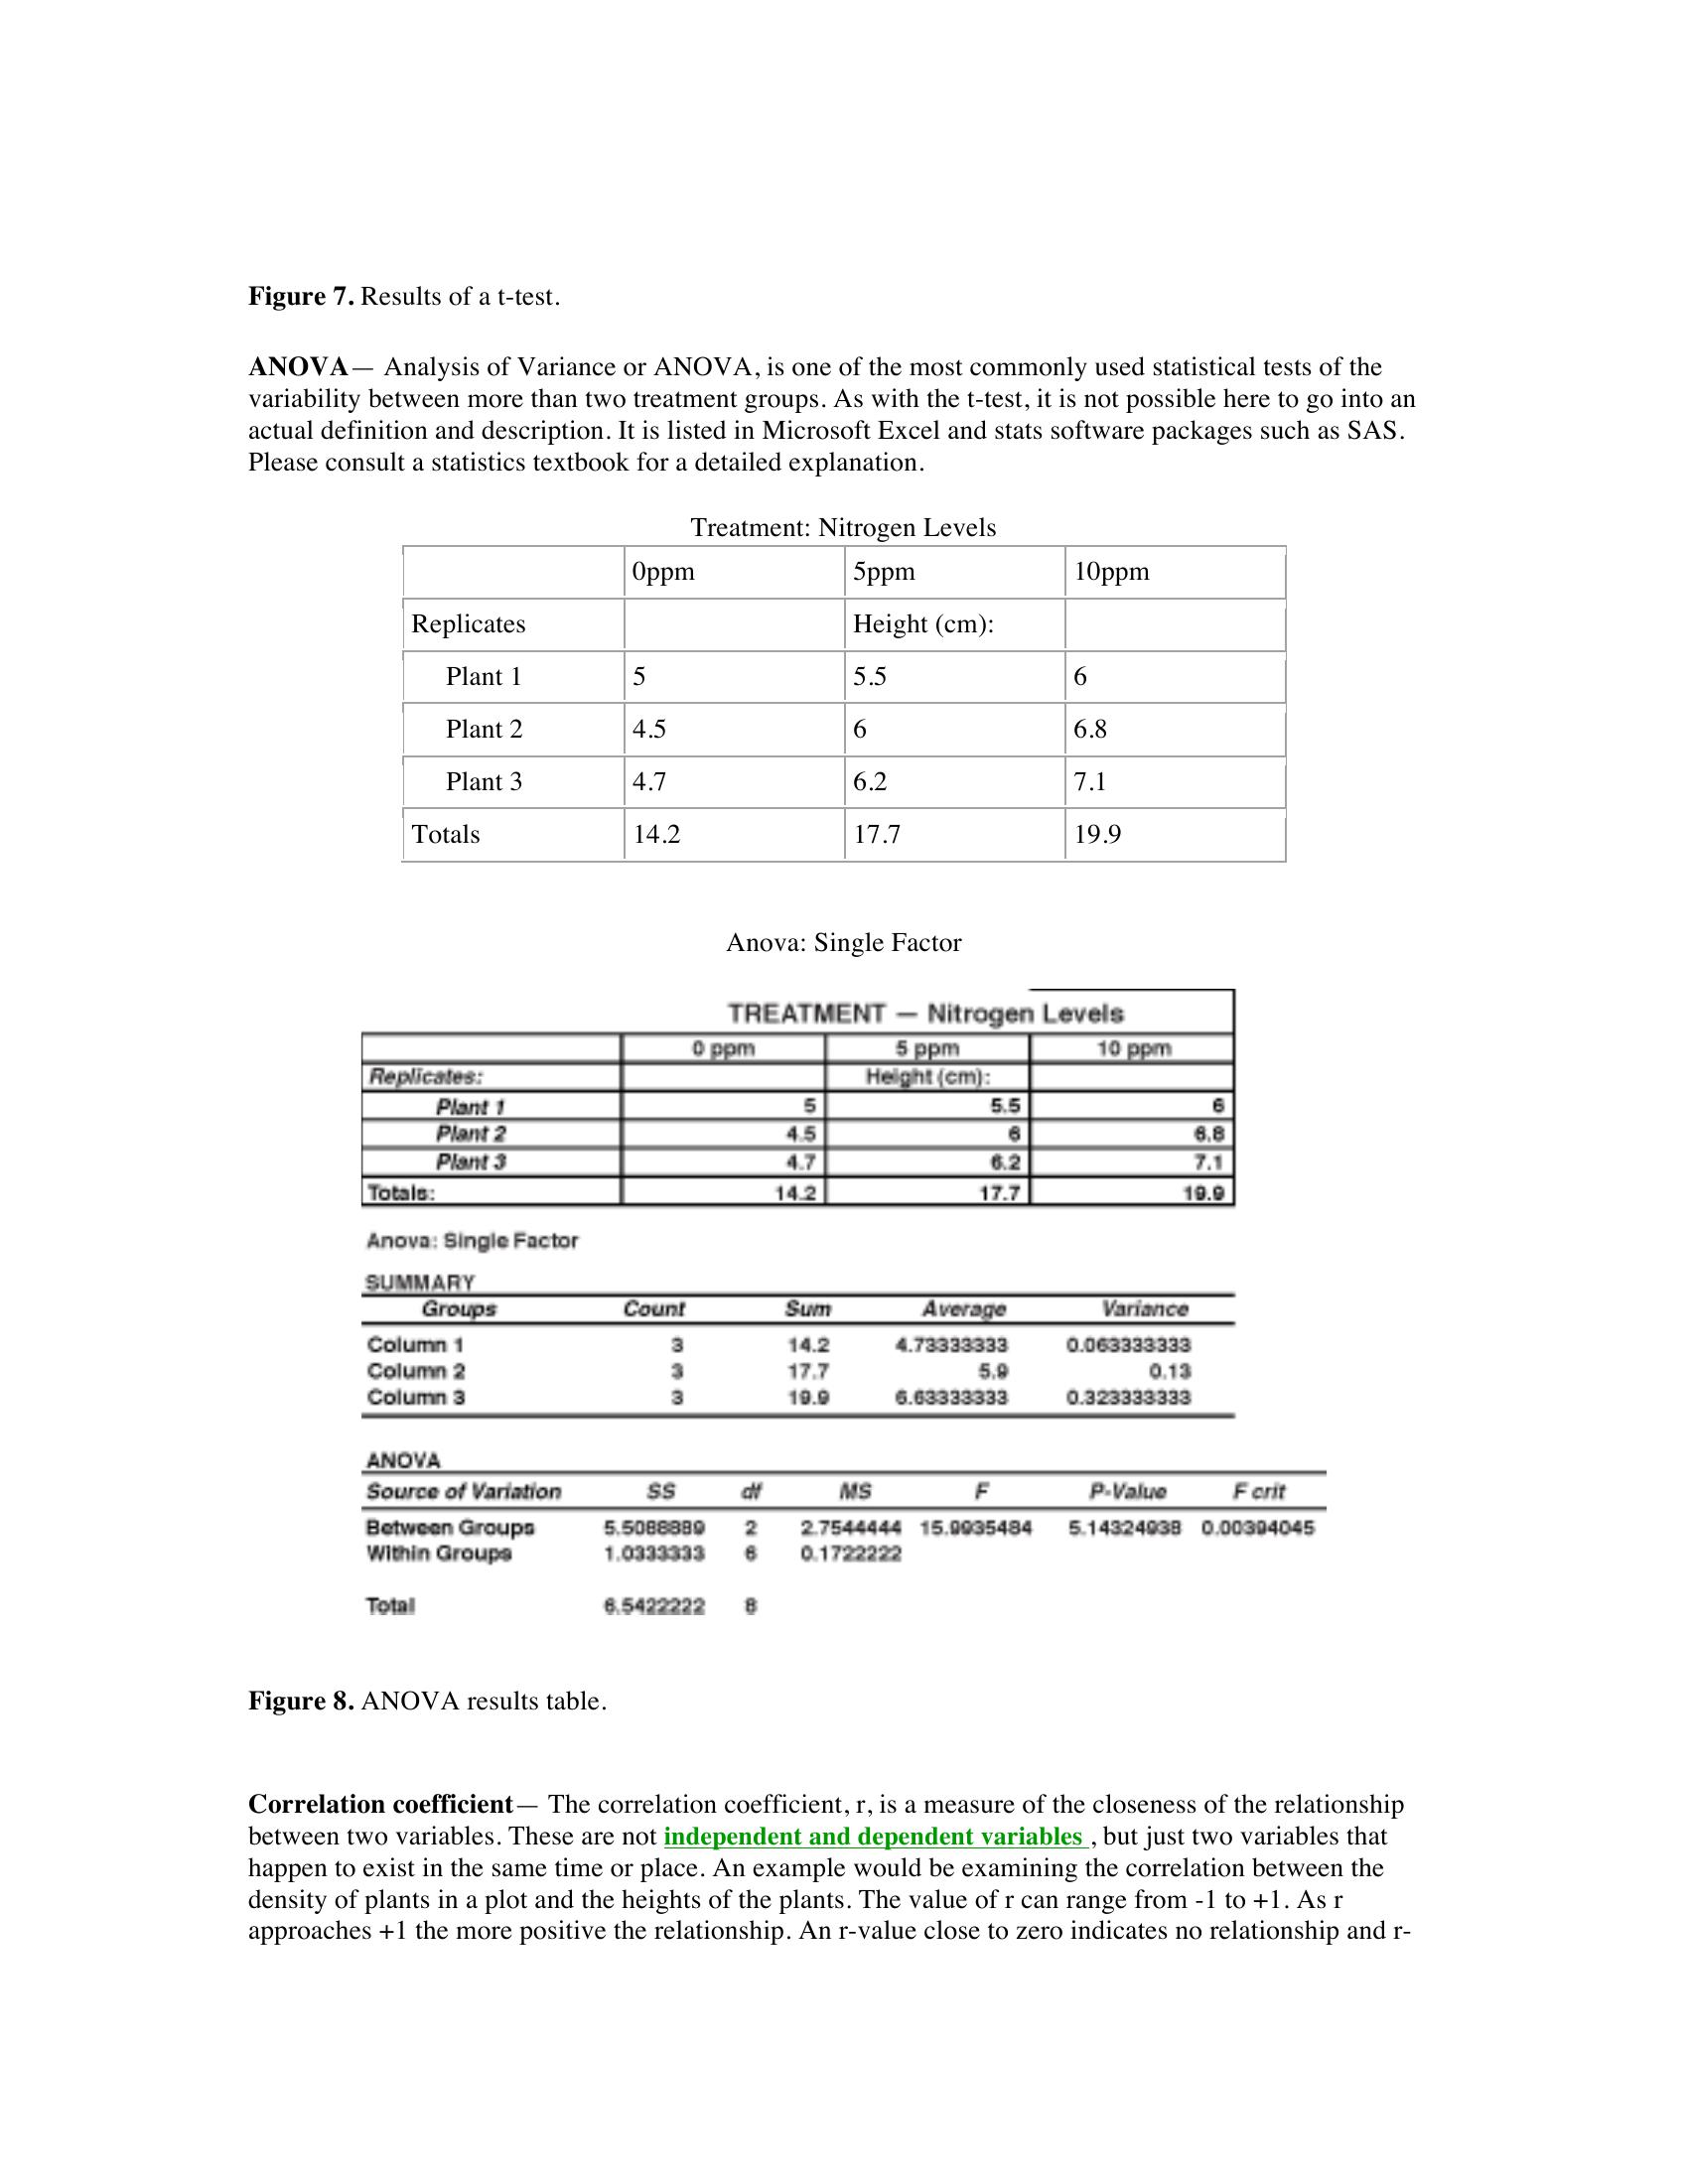 Figure 7. Results of a t-test.
ANOVA— Analysis of Variance or ANOVA, is one of the most commonly used statistical tests of the
variability between more than two treatment groups. As with the t-test, it is not possible here to go into an
actual definition and description. It is listed in Microsoft Excel and stats software packages such as SAS.
Please consult a statistics textbook for a detailed explanation.
Treatment: Nitrogen Levels
0ppm 5ppm 10ppm
Replicates Height (cm):
Plant 1 5 5.5 6
Plant 2 4.5 6 6.8
Plant 3 4.7 6.2 7.1
Totals 14.2 17.7 19.9
Anova: Single Factor
TREATMENT — Nitrogen Levels
0 ppm 5 ppm 10 ppm
Replicates: Height (cm):
Plant 1 5 5.5 6
Plant 2 4.5 6 6.8
Plant 3 4.7 6.2 7.1
Totals: 14.2 17.7 19.9
Anova: Single Factor
SUMMARY
Groups Count Sum Average Variance
Column 1 3 14.2 4.73333333 0.063333333
Column 2 3 17.7 5.9 0.13
Column 3 3 19.9 6.63333333 0.323333333
ANOVA
Source of Variation SS df MS F P-Value F crit
Between Groups 5.5088889 2 2.7544444 15.9935484 5.14324938 0.00394045
Within Groups 1.0333333 6 0.1722222
Total 6.5422222 8
Figure 8. ANOVA results table.
Correlation coefficient— The correlation coefficient, r, is a measure of the closeness of the relationship
between two variables. These are not independent and dependent variables , but just two variables that
happen to exist in the same time or place. An example would be examining the correlation between the
density of plants in a plot and the heights of the plants. The value of r can range from -1 to +1. As r
approaches +1 the more positive the relationship. An r-value close to zero indicates no relationship and r-